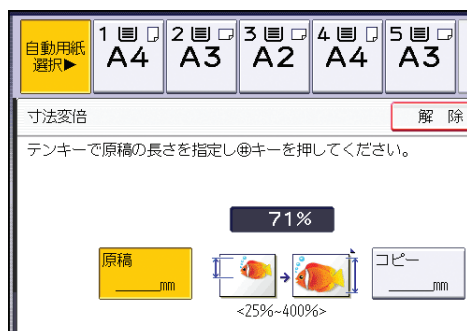 自動用紙
選択▶
1
A4
2
A3
3
A2
4
A4
5
A3
寸法変倍
解 除
テンキーで原稿の長さを指定し⊕キーを押してください。
71%
原稿
____mm
コピー
____mm
<25%~400%>